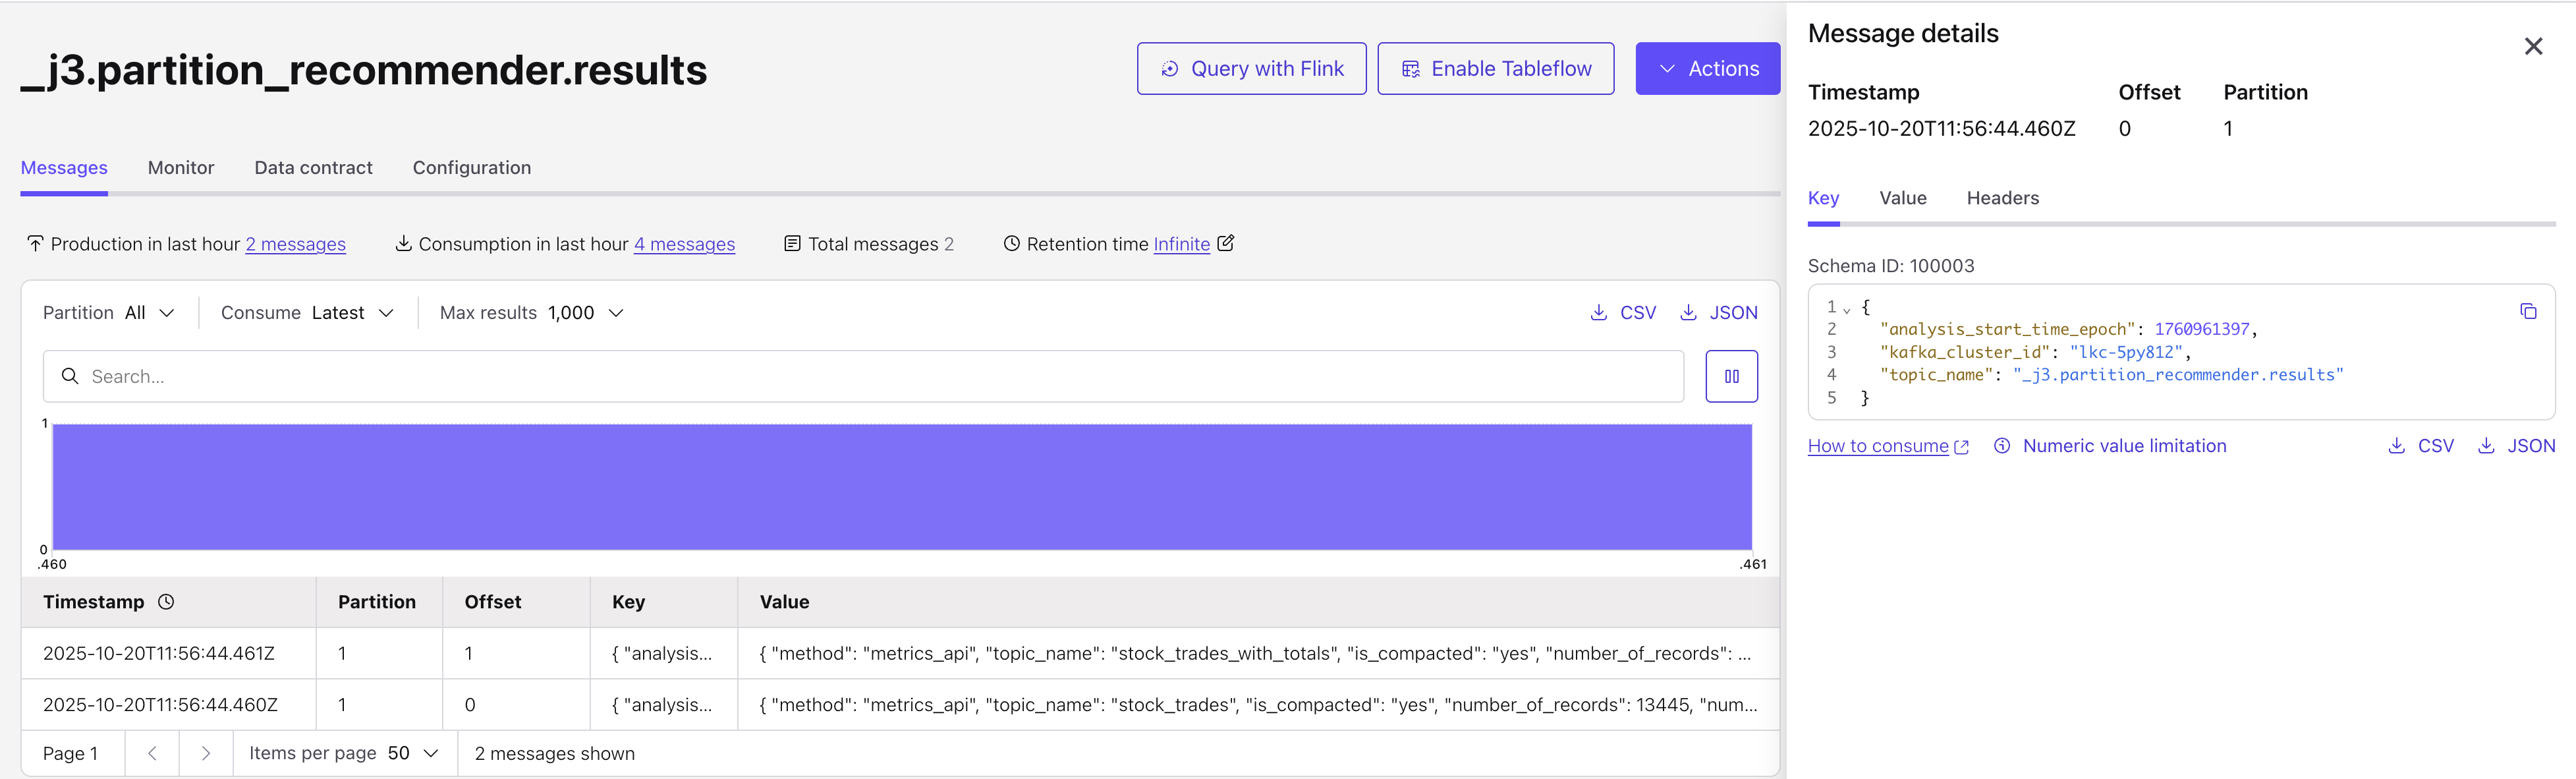 _j3.partition_recommender.results
Query with Flink
Enable Tableflow
Actions
Messages
Monitor
Data contract
Configuration
Production in last hour 2 messages
Consumption in last hour 4 messages
Total messages 2
Retention time Infinite
Partition All
Consume Latest
Max results 1,000
CSV
JSON
Search...
1
0
.460
.461
Timestamp Partition Offset Key Value
2025-10-20T11:56:44.461Z 1 1 { "analysis... { "method": "metrics_api", "topic_name": "stock_trades_with_totals", "is_compacted": "yes", "number_of_records": ...
2025-10-20T11:56:44.460Z 1 0 { "analysis... { "method": "metrics_api", "topic_name": "stock_trades", "is_compacted": "yes", "number_of_records": 13445, "num...
Page 1
Items per page 50
2 messages shown
Message details
Timestamp Offset Partition
2025-10-20T11:56:44.460Z 0 1
Key
Value
Headers
Schema ID: 100003
1 {
2 "analysis_start_time_epoch": 1760961397,
3 "kafka_cluster_id": "lkc-5py812",
4 "topic_name": "_j3.partition_recommender.results"
5 }
How to consume
Numeric value limitation
CSV
JSON